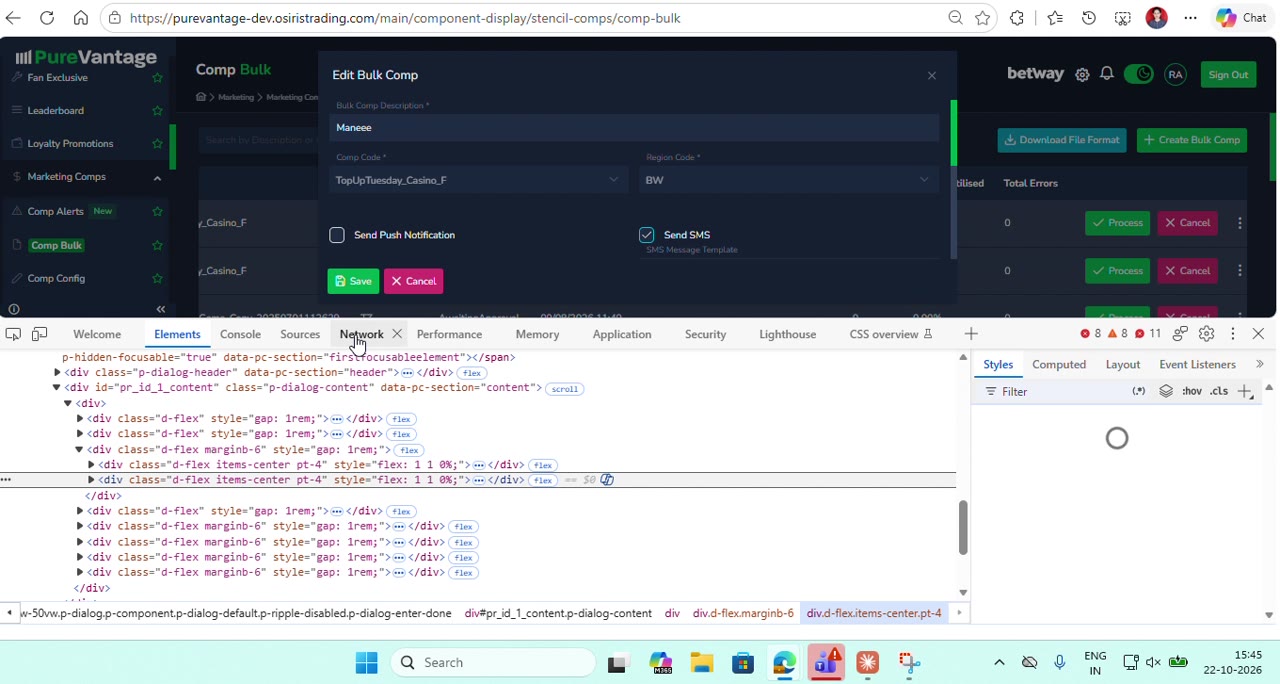 https://purevantage-dev.osiristrading.com/main/component-display/stencil-comps/comp-bulk
Chat
PureVantage
Fan Exclusive
Leaderboard
Loyalty Promotions
Marketing Comps
Comp Alerts New
Comp Bulk
Comp Config
Comp Bulk
Marketing > Marketing Con
Search by Description or
betway
RA
Sign Out
Download File Format
+ Create Bulk Comp
tilised Total Errors
y_Casino_F 0 Process Cancel
y_Casino_F 0 Process Cancel
Edit Bulk Comp
Bulk Comp Description *
Maneee
Comp Code *
Region Code *
TopUpTuesday_Casino_F
BW
Send Push Notification
Send SMS
SMS Message Template
Save
Cancel
Welcome Elements Console Sources Network Performance Memory Application Security Lighthouse CSS overview 8 8 11
p-hidden-focusable="true" data-pc-section="firstfocusableelement"></span>
<div class="p-dialog-header" data-pc-section="header">…</div> flex
<div id="pr_id_1_content" class="p-dialog-content" data-pc-section="content"> scroll
<div>
<div class="d-flex" style="gap: 1rem;">…</div> flex
<div class="d-flex" style="gap: 1rem;">…</div> flex
<div class="d-flex marginb-6" style="gap: 1rem;"> flex
<div class="d-flex items-center pt-4" style="flex: 1 1 0%;">…</div> flex
<div class="d-flex items-center pt-4" style="flex: 1 1 0%;">…</div> flex == $0
</div>
<div class="d-flex" style="gap: 1rem;">…</div> flex
<div class="d-flex marginb-6" style="gap: 1rem;">…</div> flex
<div class="d-flex marginb-6" style="gap: 1rem;">…</div> flex
<div class="d-flex marginb-6" style="gap: 1rem;">…</div> flex
<div class="d-flex marginb-6" style="gap: 1rem;">…</div> flex
</div>
w-50vw.p-dialog.p-component.p-dialog-default.p-ripple-disabled.p-dialog-enter-done div#pr_id_1_content.p-dialog-content div div.d-flex.marginb-6 div.d-flex.items-center.pt-4
Styles Computed Layout Event Listeners
Filter
:hov .cls
Search
M365
ENG
IN
15:45
22-10-2026